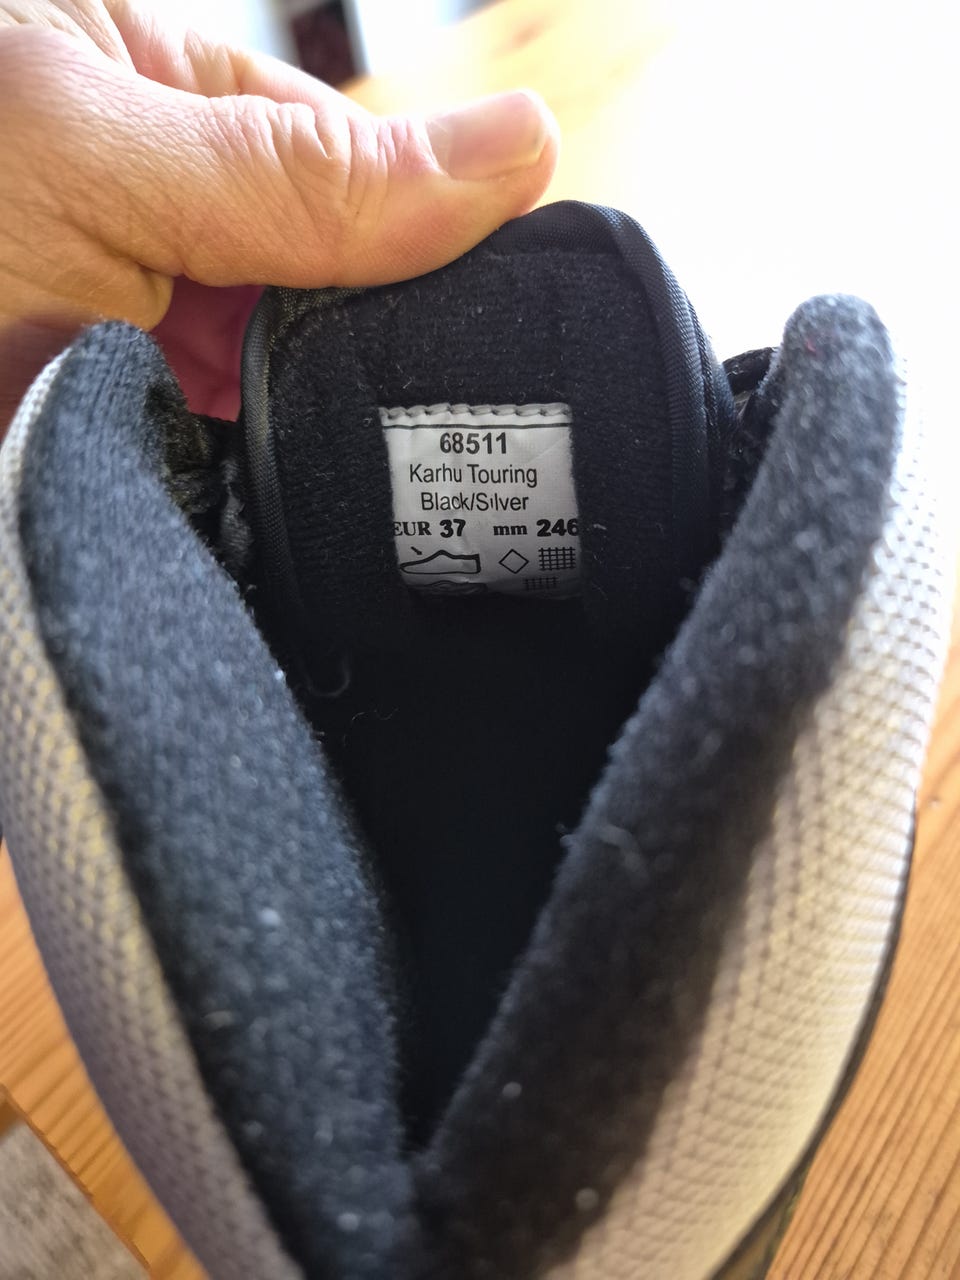 68511
Karhu Touring
Black/Silver
EUR 37 mm 246